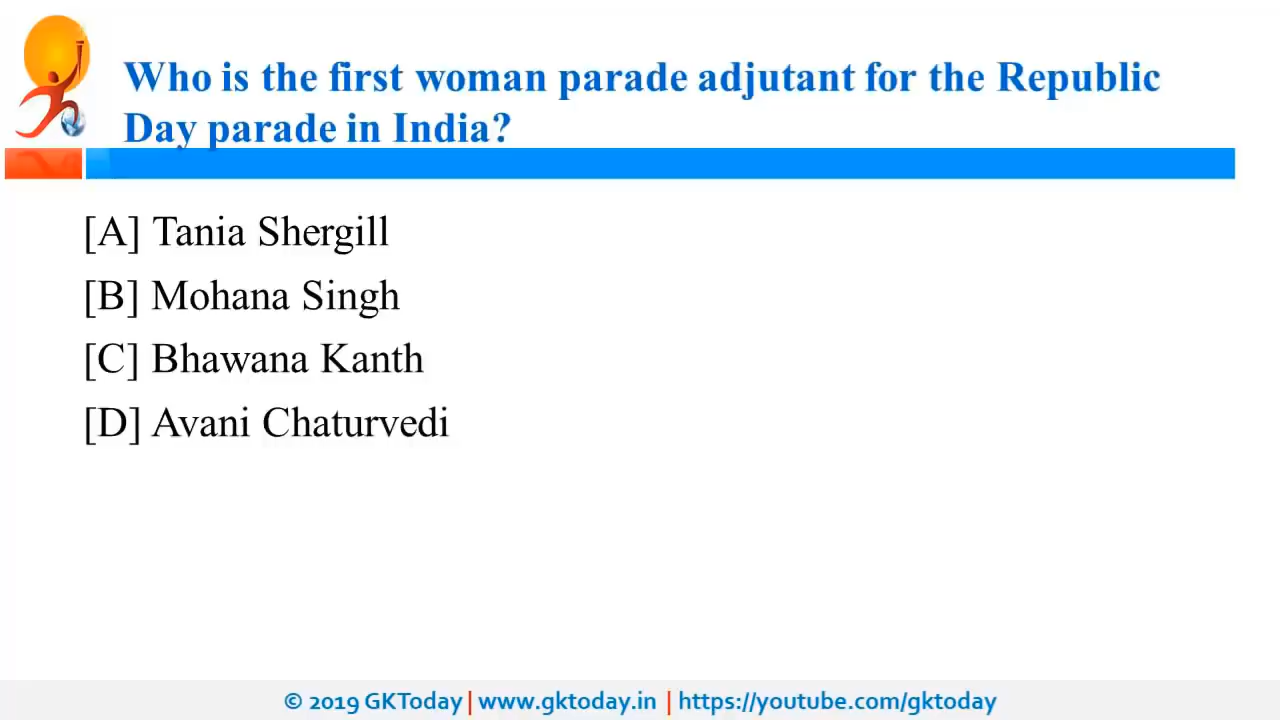 Who is the first woman parade adjutant for the Republic
Day parade in India?
[A] Tania Shergill
[B] Mohana Singh
[C] Bhawana Kanth
[D] Avani Chaturvedi
© 2019 GKToday | www.gktoday.in | https://youtube.com/gktoday